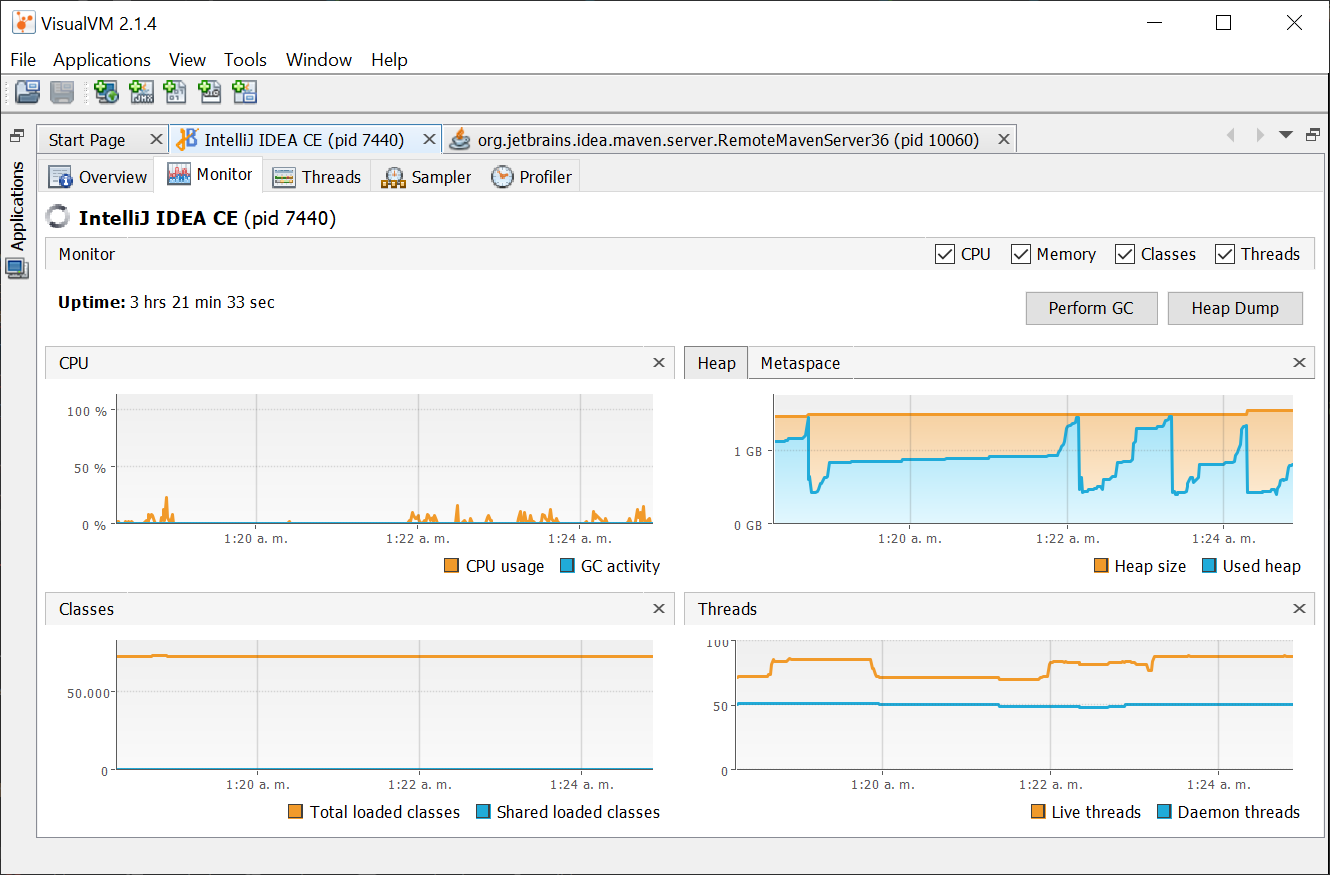 VisualVM 2.1.4
File Applications View Tools Window Help
Start Page IntelliJ IDEA CE (pid 7440) org.jetbrains.idea.maven.server.RemoteMavenServer36 (pid 10060)
Applications
Overview Monitor Threads Sampler Profiler
IntelliJ IDEA CE (pid 7440)
Monitor CPU Memory Classes Threads
Uptime: 3 hrs 21 min 33 sec
Perform GC Heap Dump
CPU
100 %
50 %
0 %
1:20 a. m. 1:22 a. m. 1:24 a. m.
CPU usage GC activity
Heap Metaspace
1 GB
0 GB
1:20 a. m. 1:22 a. m. 1:24 a. m.
Heap size Used heap
Classes
50.000
0
1:20 a. m. 1:22 a. m. 1:24 a. m.
Total loaded classes Shared loaded classes
Threads
100
50
0
1:20 a. m. 1:22 a. m. 1:24 a. m.
Live threads Daemon threads